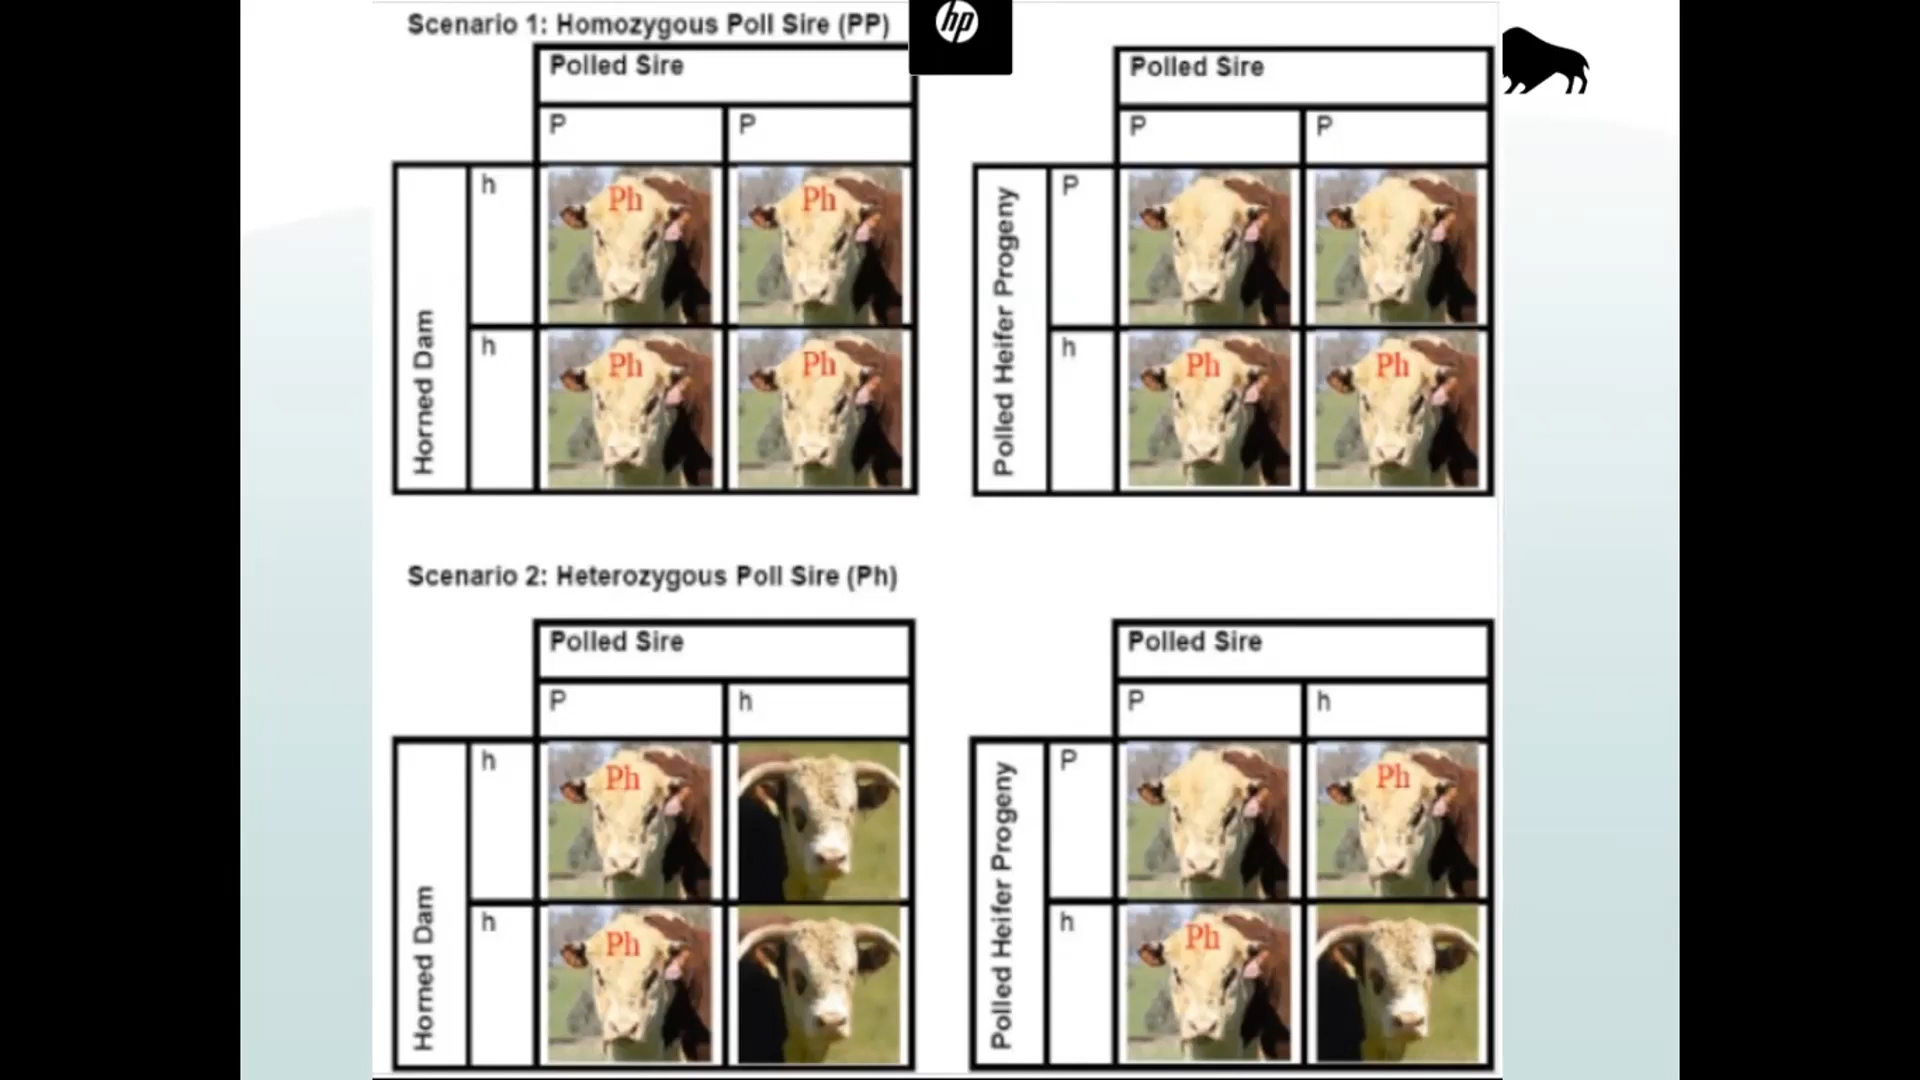 Scenario 1: Homozygous Poll Sire (PP)
hp
Polled Sire
P P
Horned Dam
h Ph Ph
h Ph Ph
Polled Sire
P P
Polled Heifer Progeny
P
h Ph Ph
Scenario 2: Heterozygous Poll Sire (Ph)
Polled Sire
P h
Horned Dam
h Ph
h Ph
Polled Sire
P h
Polled Heifer Progeny
P Ph
h Ph